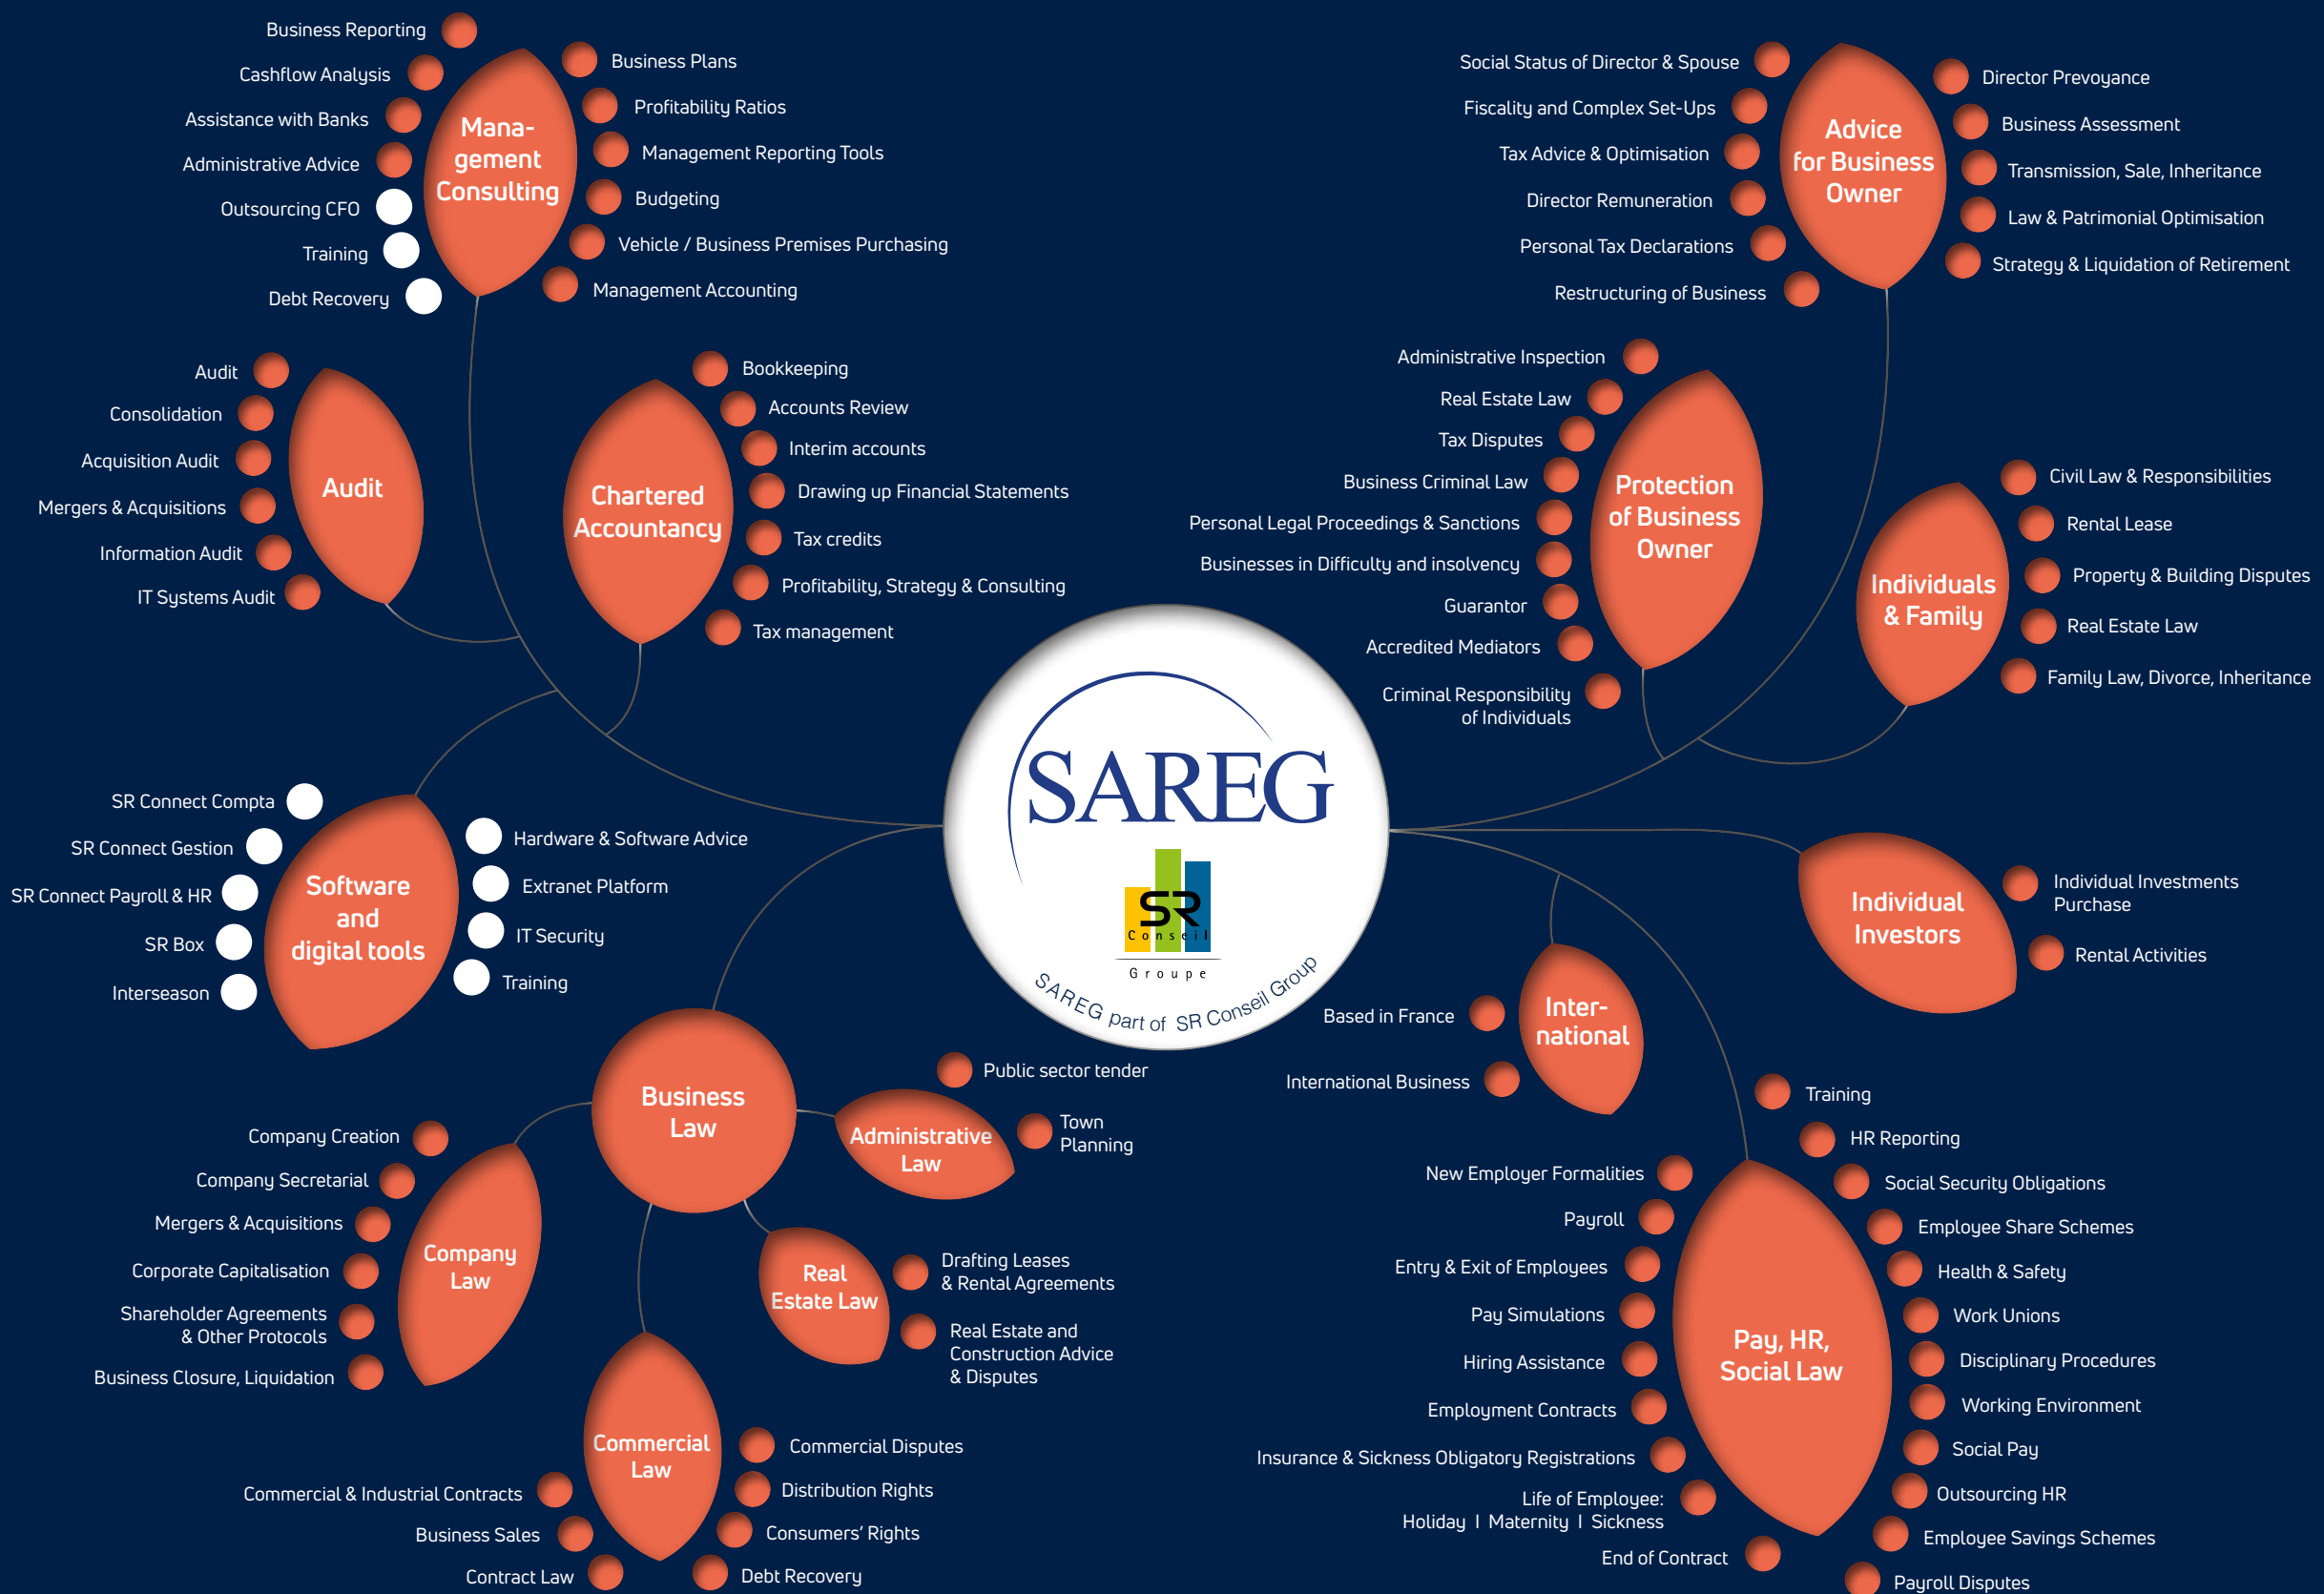 Business Reporting
Cashflow Analysis
Assistance with Banks
Administrative Advice
Outsourcing CFO
Training
Debt Recovery
Mana-
gement
Consulting
Business Plans
Profitability Ratios
Management Reporting Tools
Budgeting
Vehicle / Business Premises Purchasing
Management Accounting
Social Status of Director & Spouse
Fiscality and Complex Set-Ups
Tax Advice & Optimisation
Director Remuneration
Personal Tax Declarations
Restructuring of Business
Advice
for Business
Owner
Director Prevoyance
Business Assessment
Transmission, Sale, Inheritance
Law & Patrimonial Optimisation
Strategy & Liquidation of Retirement
Audit
Consolidation
Acquisition Audit
Mergers & Acquisitions
Information Audit
IT Systems Audit
Audit
Chartered
Accountancy
Bookkeeping
Accounts Review
Interim accounts
Drawing up Financial Statements
Tax credits
Profitability, Strategy & Consulting
Tax management
Administrative Inspection
Real Estate Law
Tax Disputes
Business Criminal Law
Personal Legal Proceedings & Sanctions
Businesses in Difficulty and insolvency
Guarantor
Accredited Mediators
Criminal Responsibility
of Individuals
Protection
of Business
Owner
Individuals
& Family
Civil Law & Responsibilities
Rental Lease
Property & Building Disputes
Real Estate Law
Family Law, Divorce, Inheritance
SAREG
SR
Conseil
Groupe
SAREG part of SR Conseil Group
SR Connect Compta
SR Connect Gestion
SR Connect Payroll & HR
SR Box
Interseason
Software
and
digital tools
Hardware & Software Advice
Extranet Platform
IT Security
Training
Individual
Investors
Individual Investments
Purchase
Rental Activities
Inter-
national
Based in France
International Business
Business
Law
Administrative
Law
Public sector tender
Town
Planning
Company Creation
Company Secretarial
Mergers & Acquisitions
Corporate Capitalisation
Shareholder Agreements
& Other Protocols
Business Closure, Liquidation
Company
Law
Real
Estate Law
Drafting Leases
& Rental Agreements
Real Estate and
Construction Advice
& Disputes
Commercial
Law
Commercial & Industrial Contracts
Business Sales
Contract Law
Commercial Disputes
Distribution Rights
Consumers’ Rights
Debt Recovery
New Employer Formalities
Payroll
Entry & Exit of Employees
Pay Simulations
Hiring Assistance
Employment Contracts
Insurance & Sickness Obligatory Registrations
Life of Employee:
Holiday I Maternity I Sickness
End of Contract
Pay, HR,
Social Law
Training
HR Reporting
Social Security Obligations
Employee Share Schemes
Health & Safety
Work Unions
Disciplinary Procedures
Working Environment
Social Pay
Outsourcing HR
Employee Savings Schemes
Payroll Disputes